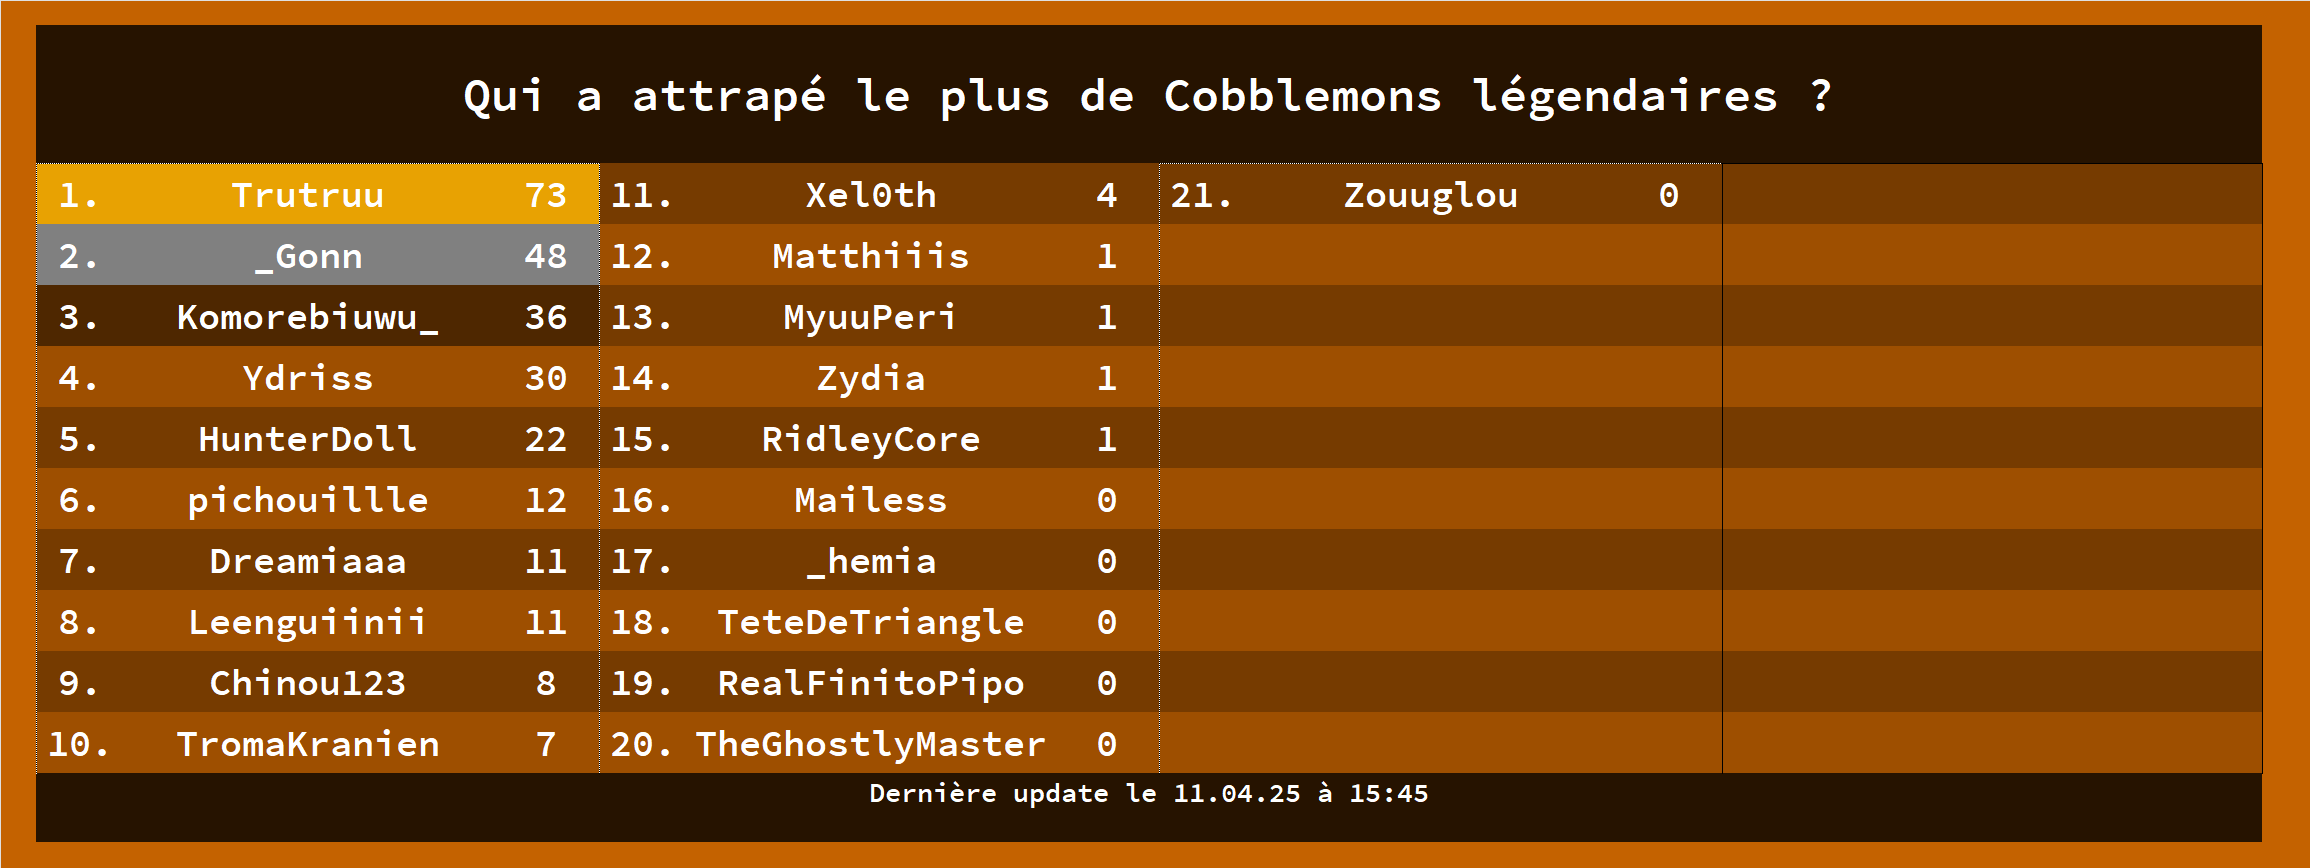 Qui a attrapé le plus de Cobblemons légendaires ?
1. Trutruu 73
2. _Gonn 48
3. Komorebiuwu_ 36
4. Ydriss 30
5. HunterDoll 22
6. pichouillle 12
7. Dreamiaaa 11
8. Leenguiinii 11
9. Chinou123 8
10. TromaKranien 7
11. Xel0th 4
12. Matthiiis 1
13. MyuuPeri 1
14. Zydia 1
15. RidleyCore 1
16. Mailess 0
17. _hemia 0
18. TeteDeTriangle 0
19. RealFinitoPipo 0
20. TheGhostlyMaster 0
21. Zouuglou 0
Dernière update le 11.04.25 à 15:45